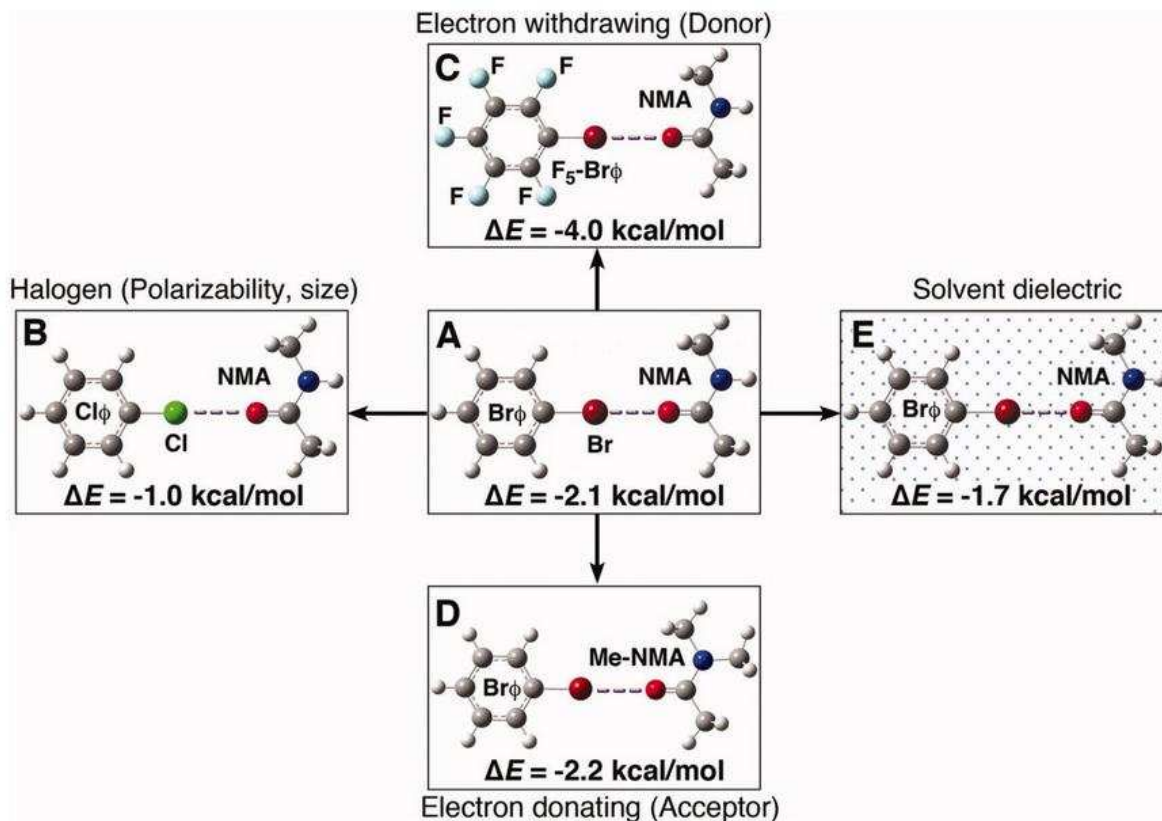 Electron withdrawing (Donor)
C
F
F
F
F
F
NMA
F₅-Brϕ
ΔE = -4.0 kcal/mol
Halogen (Polarizability, size)
B
Clϕ
Cl
NMA
ΔE = -1.0 kcal/mol
A
Brϕ
Br
NMA
ΔE = -2.1 kcal/mol
Solvent dielectric
E
Brϕ
NMA
ΔE = -1.7 kcal/mol
D
Brϕ
Me-NMA
ΔE = -2.2 kcal/mol
Electron donating (Acceptor)